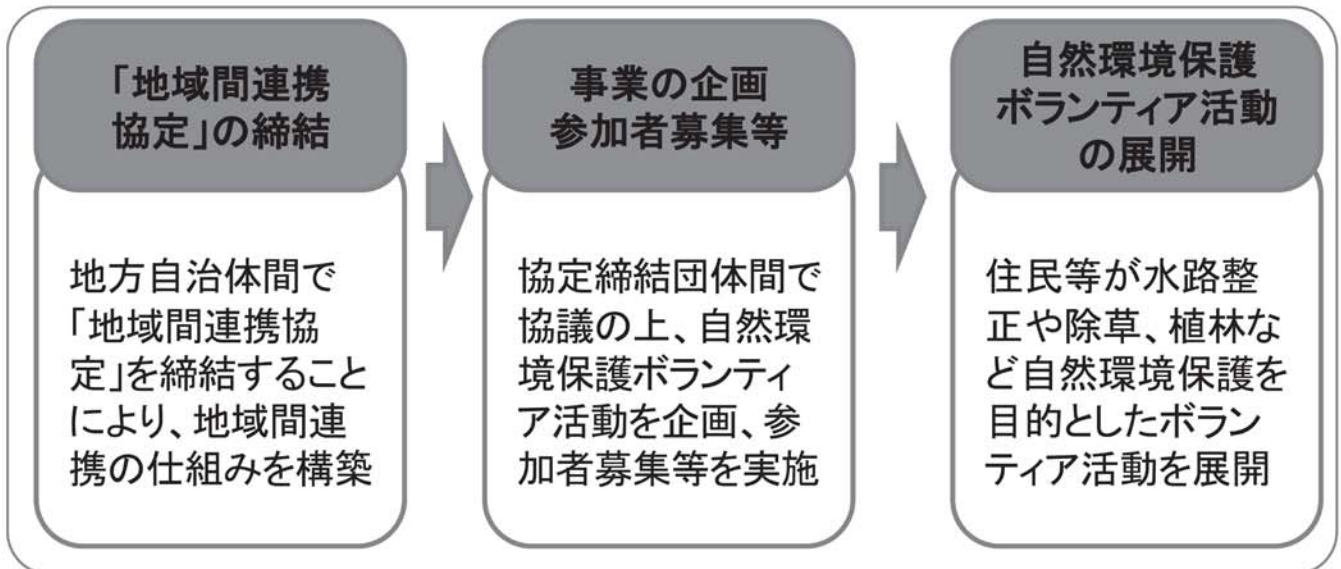 「地域間連携
協定」の締結
地方自治体間で
「地域間連携協
定」を締結すること
により、地域間連
携の仕組みを構築
事業の企画
参加者募集等
協定締結団体間で
協議の上、自然環
境保護ボランティ
ア活動を企画、参
加者募集等を実施
自然環境保護
ボランティア活動
の展開
住民等が水路整
正や除草、植林な
ど自然環境保護を
目的としたボラン
ティア活動を展開